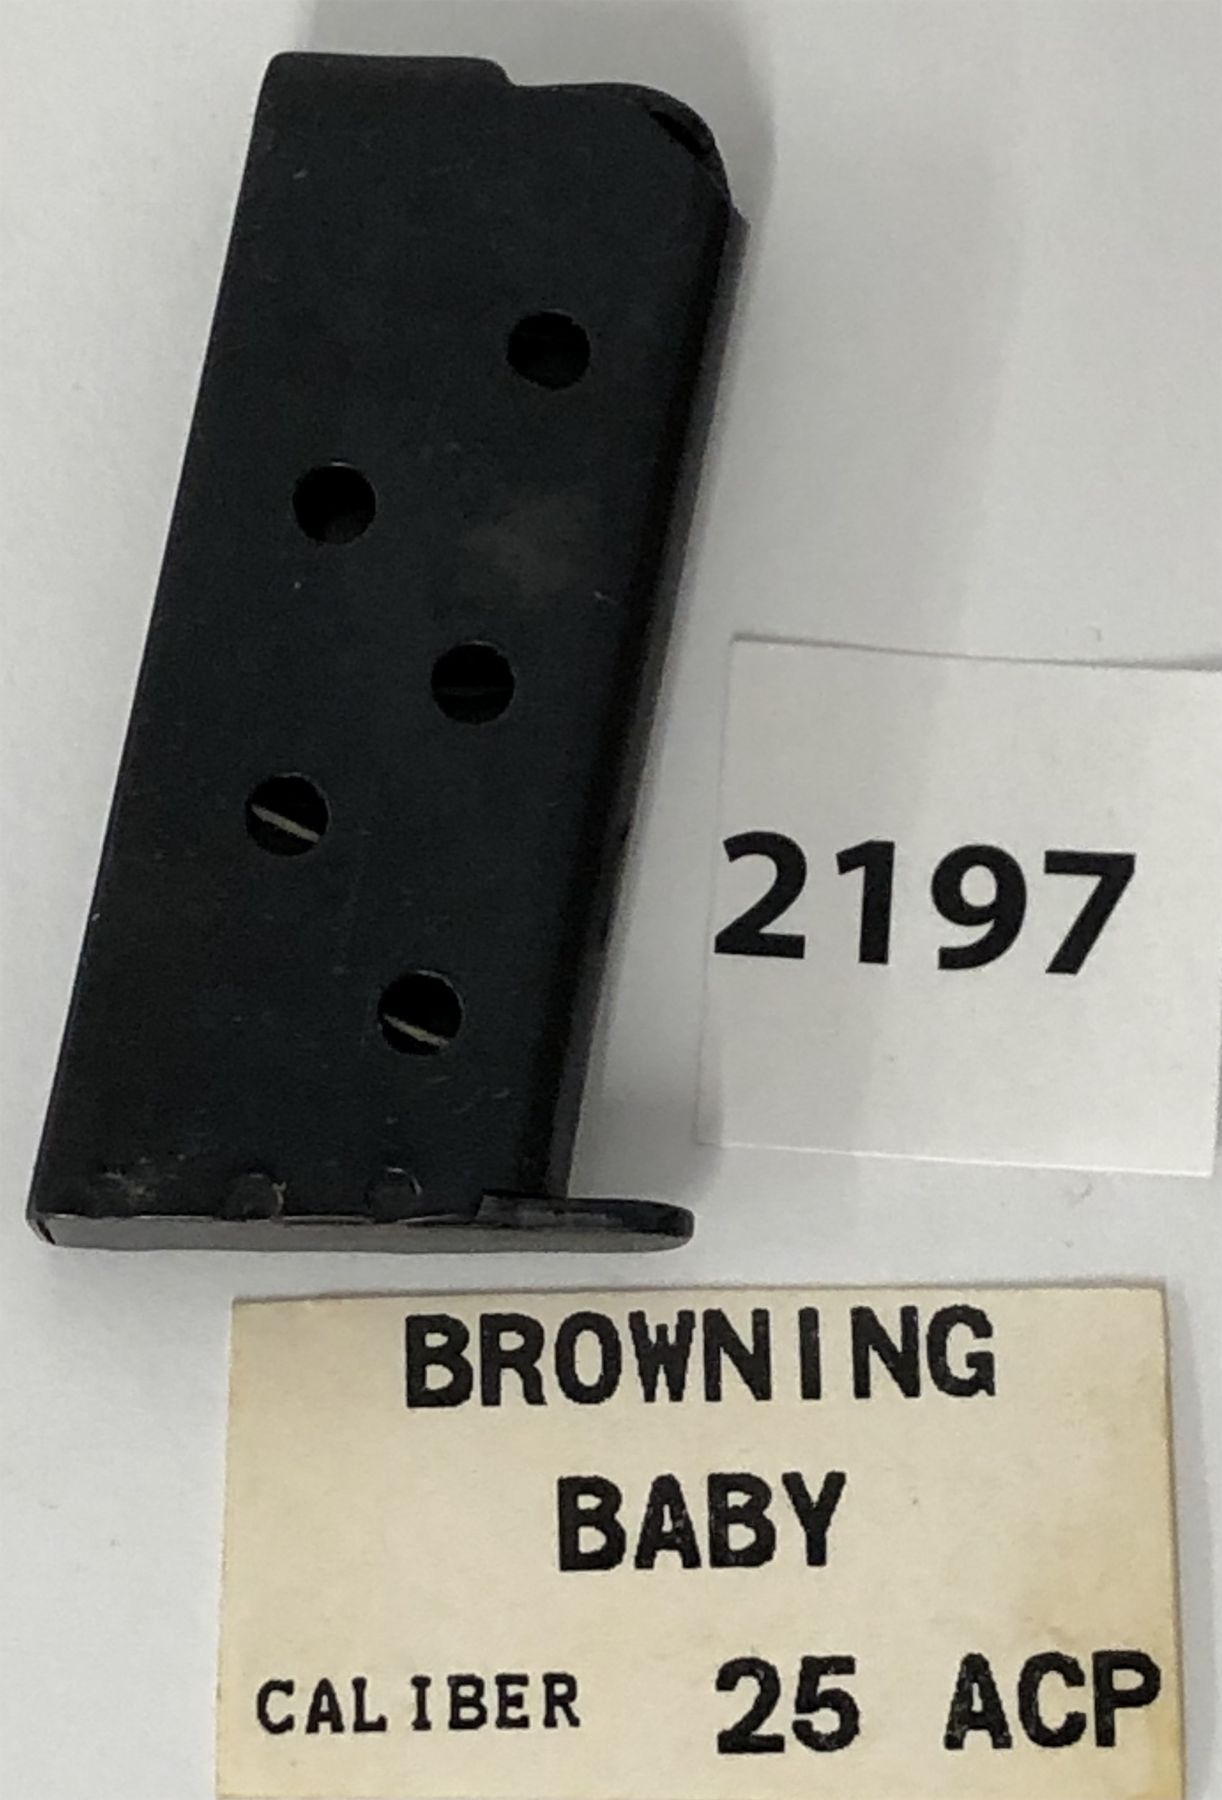 2197
BROWNING
BABY
CALIBER 25 ACP